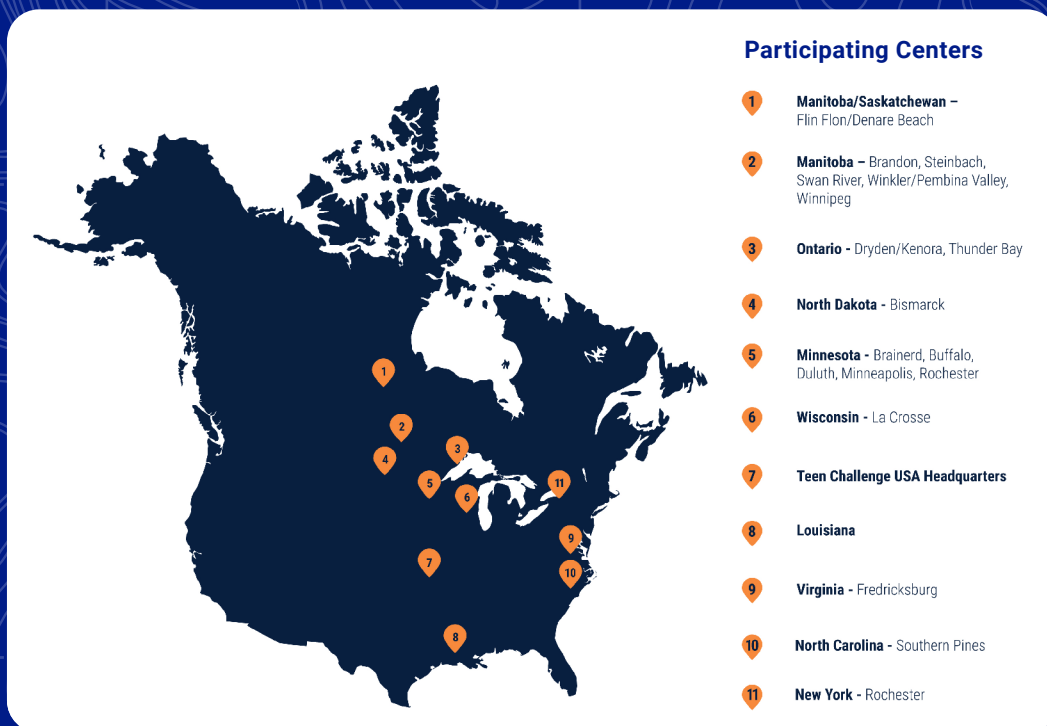 Participating Centers
1 Manitoba/Saskatchewan –
Flin Flon/Denare Beach
2 Manitoba – Brandon, Steinbach,
Swan River, Winkler/Pembina Valley,
Winnipeg
3 Ontario - Dryden/Kenora, Thunder Bay
4 North Dakota - Bismarck
5 Minnesota - Brainerd, Buffalo,
Duluth, Minneapolis, Rochester
6 Wisconsin - La Crosse
7 Teen Challenge USA Headquarters
8 Louisiana
9 Virginia - Fredricksburg
10 North Carolina - Southern Pines
11 New York - Rochester
1
2
3
4
5
6
11
9
7
10
8